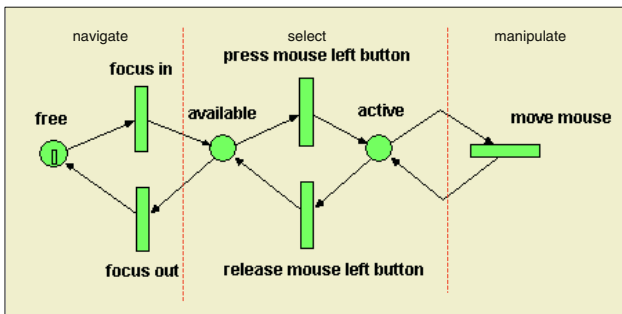 navigate
select
manipulate
focus in
press mouse left button
free
available
active
move mouse
focus out
release mouse left button